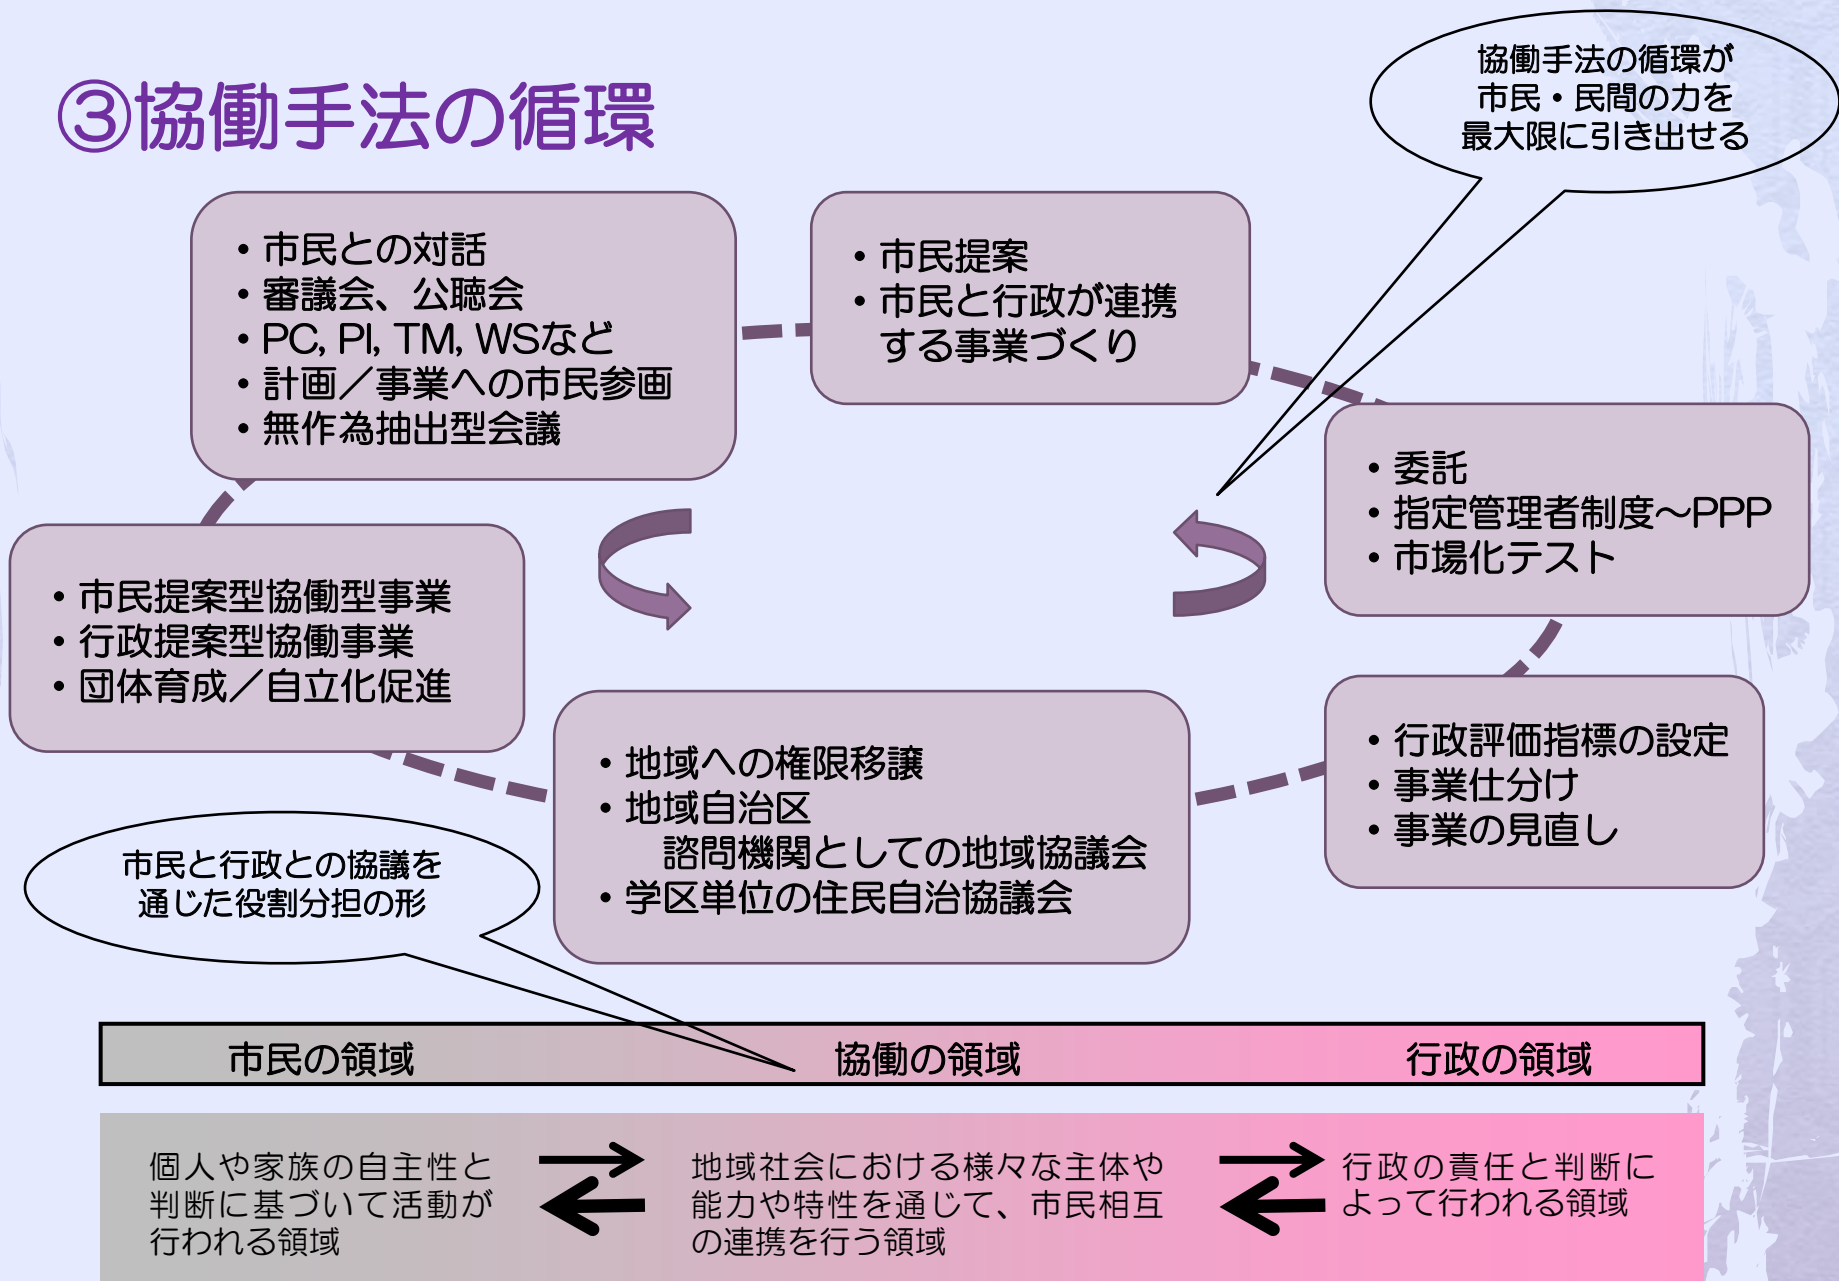 ③協働手法の循環
協働手法の循環が
市民・民間の力を
最大限に引き出せる
・市民との対話
・審議会、公聴会
・PC, PI, TM, WSなど
・計画／事業への市民参画
・無作為抽出型会議
・市民提案
・市民と行政が連携
する事業づくり
・委託
・指定管理者制度～PPP
・市場化テスト
・市民提案型協働型事業
・行政提案型協働事業
・団体育成／自立化促進
・地域への権限移譲
・地域自治区
諮問機関としての地域協議会
・学区単位の住民自治協議会
・行政評価指標の設定
・事業仕分け
・事業の見直し
市民と行政との協議を
通じた役割分担の形
市民の領域
協働の領域
行政の領域
個人や家族の自主性と
判断に基づいて活動が
行われる領域
地域社会における様々な主体や
能力や特性を通じて、市民相互
の連携を行う領域
行政の責任と判断に
よって行われる領域